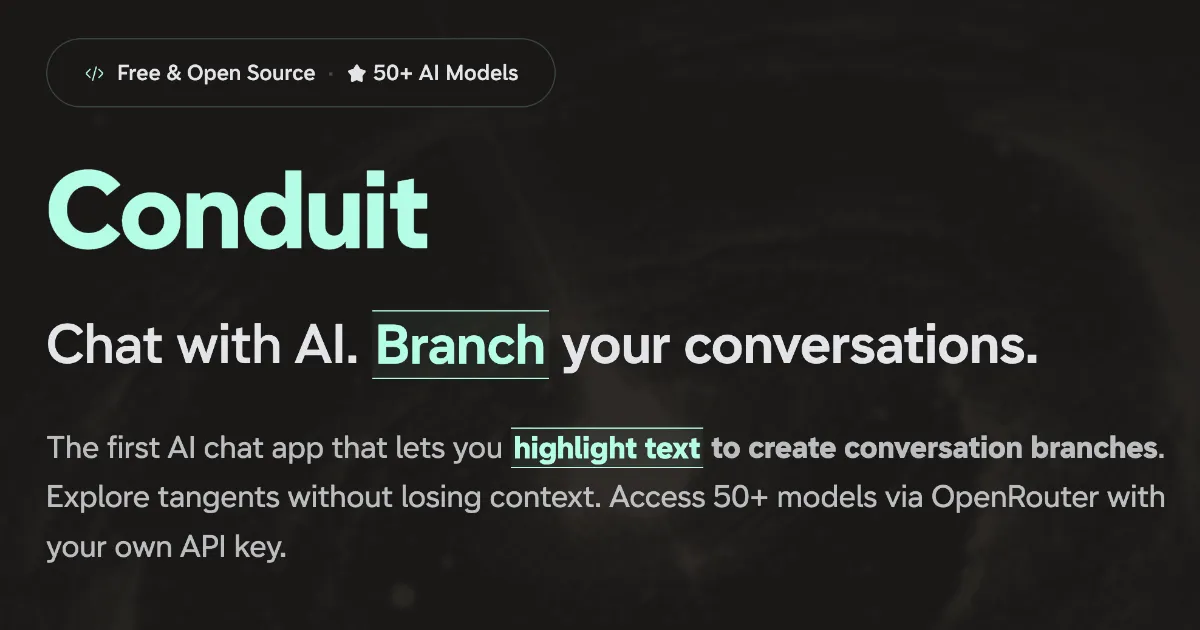 </> Free & Open Source · ★ 50+ AI Models
Conduit
Chat with AI. Branch your conversations.
The first AI chat app that lets you highlight text to create conversation branches.
Explore tangents without losing context. Access 50+ models via OpenRouter with
your own API key.